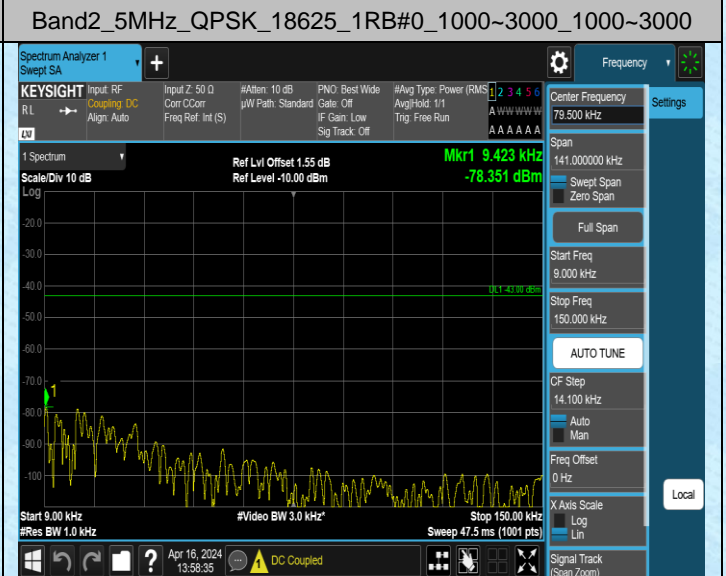 Band2_5MHz_QPSK_18625_1RB#0_1000~3000_1000~3000
Spectrum Analyzer 1
Swept SA
+
Frequency
KEYSIGHT
RL
LXI
Input: RF
Coupling: DC
Align: Auto
Input Z: 50 Ω
Corr CCorr
Freq Ref: Int (S)
#Atten: 10 dB
µW Path: Standard
PNO: Best Wide
Gate: Off
IF Gain: Low
Sig Track: Off
#Avg Type: Power (RMS
Avg|Hold: 1/1
Trig: Free Run
1 2 3 4 5 6
A W W W W W
A A A A A A
1 Spectrum
Scale/Div 10 dB
Log
Ref Lvl Offset 1.55 dB
Ref Level -10.00 dBm
Mkr1 9.423 kHz
-78.351 dBm
-20.0
-30.0
-40.0
DL1 -43.00 dBm
-50.0
-60.0
-70.0
1
-80.0
-90.0
-100
Start 9.00 kHz
#Res BW 1.0 kHz
#Video BW 3.0 kHz*
Stop 150.00 kHz
Sweep 47.5 ms (1001 pts)
Center Frequency
79.500 kHz
Settings
Span
141.000000 kHz
Swept Span
Zero Span
Full Span
Start Freq
9.000 kHz
Stop Freq
150.000 kHz
AUTO TUNE
CF Step
14.100 kHz
Auto
Man
Freq Offset
0 Hz
X Axis Scale
Log
Lin
Local
Signal Track
(Span Zoom)
?
Apr 16, 2024
13:58:35
DC Coupled